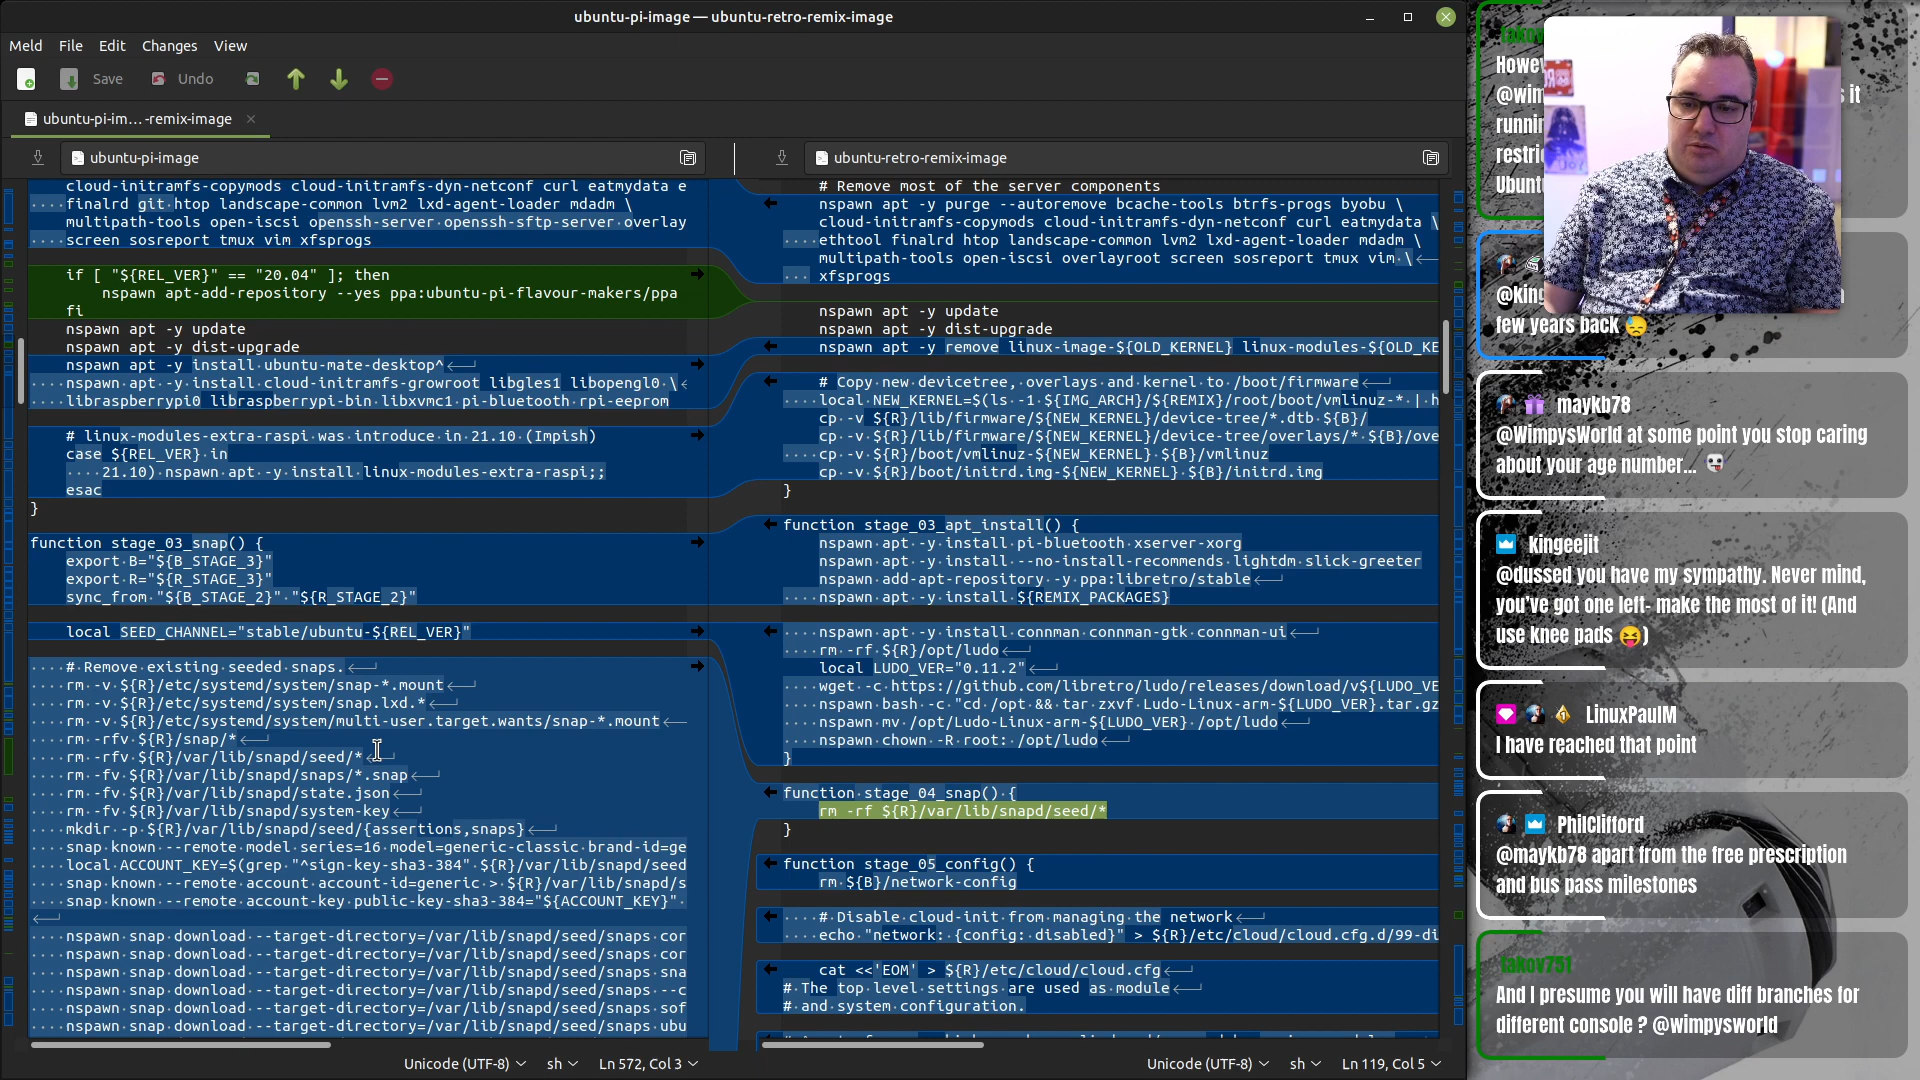 ubuntu-pi-image — ubuntu-retro-remix-image
Meld File Edit Changes View
Save Undo
ubuntu-pi-im… -remix-image
ubuntu-pi-image
cloud-initramfs-copymods cloud-initramfs-dyn-netconf curl eatmydata e
finalrd git htop landscape-common lvm2 lxd-agent-loader mdadm \
multipath-tools open-iscsi openssh-server openssh-sftp-server overlay
screen sosreport tmux vim xfsprogs
if [ "${REL_VER}" == "20.04" ]; then
nspawn apt-add-repository --yes ppa:ubuntu-pi-flavour-makers/ppa
fi
nspawn apt -y update
nspawn apt -y dist-upgrade
nspawn apt -y install ubuntu-mate-desktop^
nspawn apt -y install cloud-initramfs-growroot libgles1 libopengl0 \
libraspberrypi0 libraspberrypi-bin libxvmc1 pi-bluetooth rpi-eeprom
# linux-modules-extra-raspi was introduce in 21.10 (Impish)
case ${REL_VER} in
21.10) nspawn apt -y install linux-modules-extra-raspi;;
esac
}
function stage_03_snap() {
export B="${B_STAGE_3}"
export R="${R_STAGE_3}"
sync_from "${B_STAGE_2}" "${R_STAGE_2}"
local SEED_CHANNEL="stable/ubuntu-${REL_VER}"
# Remove existing seeded snaps.
rm -v ${R}/etc/systemd/system/snap-*.mount
rm -v ${R}/etc/systemd/system/snap.lxd.*
rm -v ${R}/etc/systemd/system/multi-user.target.wants/snap-*.mount
rm -rfv ${R}/snap/*
rm -rfv ${R}/var/lib/snapd/seed/*
rm -fv ${R}/var/lib/snapd/snaps/*.snap
rm -fv ${R}/var/lib/snapd/state.json
rm -fv ${R}/var/lib/snapd/system-key
mkdir -p ${R}/var/lib/snapd/seed/{assertions,snaps}
snap known --remote model series=16 model=generic-classic brand-id=ge
local ACCOUNT_KEY=$(grep "^sign-key-sha3-384" ${R}/var/lib/snapd/seed
snap known --remote account account-id=generic > ${R}/var/lib/snapd/s
snap known --remote account-key public-key-sha3-384="${ACCOUNT_KEY}"
nspawn snap download --target-directory=/var/lib/snapd/seed/snaps cor
nspawn snap download --target-directory=/var/lib/snapd/seed/snaps cor
nspawn snap download --target-directory=/var/lib/snapd/seed/snaps sna
nspawn snap download --target-directory=/var/lib/snapd/seed/snaps --c
nspawn snap download --target-directory=/var/lib/snapd/seed/snaps sof
nspawn snap download --target-directory=/var/lib/snapd/seed/snaps ubu
Unicode (UTF-8) sh Ln 572, Col 3
ubuntu-retro-remix-image
# Remove most of the server components
nspawn apt -y purge --autoremove bcache-tools btrfs-progs byobu \
cloud-initramfs-copymods cloud-initramfs-dyn-netconf curl eatmydata \
ethtool finalrd htop landscape-common lvm2 lxd-agent-loader mdadm \
multipath-tools open-iscsi overlayroot screen sosreport tmux vim \
xfsprogs
nspawn apt -y update
nspawn apt -y dist-upgrade
nspawn apt -y remove linux-image-${OLD_KERNEL} linux-modules-${OLD_KE
# Copy new devicetree, overlays and kernel to /boot/firmware
local NEW_KERNEL=$(ls -1 ${IMG_ARCH}/${REMIX}/root/boot/vmlinuz-* | h
cp -v ${R}/lib/firmware/${NEW_KERNEL}/device-tree/*.dtb ${B}/
cp -v ${R}/lib/firmware/${NEW_KERNEL}/device-tree/overlays/* ${B}/ove
cp -v ${R}/boot/vmlinuz-${NEW_KERNEL} ${B}/vmlinuz
cp -v ${R}/boot/initrd.img-${NEW_KERNEL} ${B}/initrd.img
}
function stage_03_apt_install() {
nspawn apt -y install pi-bluetooth xserver-xorg
nspawn apt -y install --no-install-recommends lightdm slick-greeter
nspawn add-apt-repository -y ppa:libretro/stable
nspawn apt -y install ${REMIX_PACKAGES}
nspawn apt -y install connman connman-gtk connman-ui
rm -rf ${R}/opt/ludo
local LUDO_VER="0.11.2"
wget -c https://github.com/libretro/ludo/releases/download/v${LUDO_VE
nspawn bash -c "cd /opt && tar zxvf Ludo-Linux-arm-${LUDO_VER}.tar.gz
nspawn mv /opt/Ludo-Linux-arm-${LUDO_VER} /opt/ludo
nspawn chown -R root: /opt/ludo
}
function stage_04_snap() {
rm -rf ${R}/var/lib/snapd/seed/*
}
function stage_05_config() {
rm ${B}/network-config
# Disable cloud-init from managing the network
echo "network: {config: disabled}" > ${R}/etc/cloud/cloud.cfg.d/99-di
cat <<'EOM' > ${R}/etc/cloud/cloud.cfg
# The top level settings are used as module
# and system configuration.
Unicode (UTF-8) sh Ln 119, Col 5
takov
Howev
@wim
s it
runnin
restri
Ubunt
@king
few years back 😓
maykb78
@WimpysWorld at some point you stop caring
about your age number... 💀
kingeejit
@dussed you have my sympathy. Never mind,
you've got one left- make the most of it! (And
use knee pads 😝)
LinuxPaulM
I have reached that point
PhilClifford
@maykb78 apart from the free prescription
and bus pass milestones
takov751
And I presume you will have diff branches for
different console ? @wimpysworld